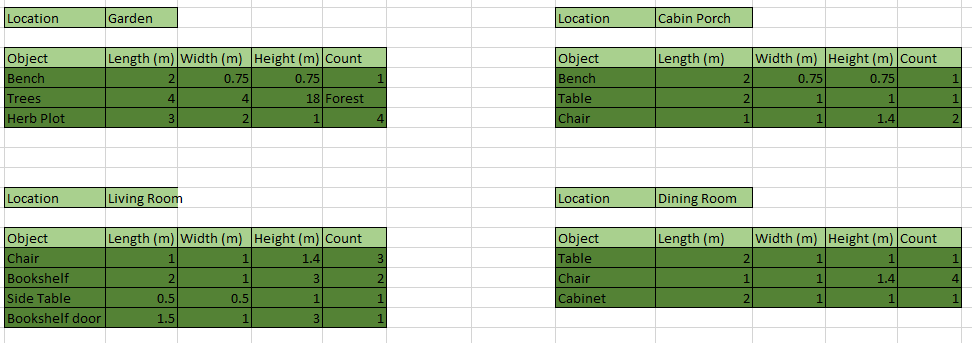 Location Garden
Object Length (m) Width (m) Height (m) Count
Bench 2 0.75 0.75 1
Trees 4 4 18 Forest
Herb Plot 3 2 1 4
Location Cabin Porch
Object Length (m) Width (m) Height (m) Count
Bench 2 0.75 0.75 1
Table 2 1 1 1
Chair 1 1 1.4 2
Location Living Room
Object Length (m) Width (m) Height (m) Count
Chair 1 1 1.4 3
Bookshelf 2 1 3 2
Side Table 0.5 0.5 1 1
Bookshelf door 1.5 1 3 1
Location Dining Room
Object Length (m) Width (m) Height (m) Count
Table 2 1 1 1
Chair 1 1 1.4 4
Cabinet 2 1 1 1